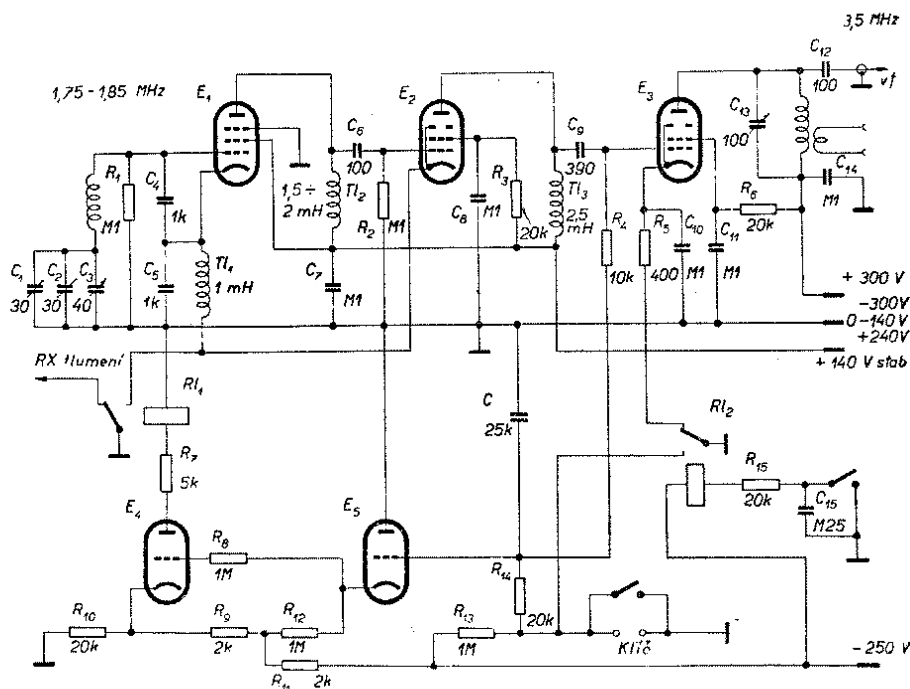 3,5 MHz
C12
100
vf
1,75-1,85 MHz
E1
E2
E3
C13
100
C14
M1
R1
M1
C4
1k
C6
100
1,5÷
2 mH
Tl2
R2
M1
C8
M1
R3
20k
C9
390
Tl3
2,5
mH
R4
10k
R5
400
C10
M1
C11
M1
R6
20k
C1
30
C2
30
C3
40
C5
1k
Tl1
1 mH
C7
M1
+ 300 V
-300V
0-140V
+240V
+ 140 V stab
RX tlumení
Rl1
C
25k
Rl2
R7
5k
R15
20k
C15
M25
E4
E5
R8
1M
R14
20k
R10
20k
R9
2k
R12
1M
R13
1M
Klíč
R11
2k
- 250 V